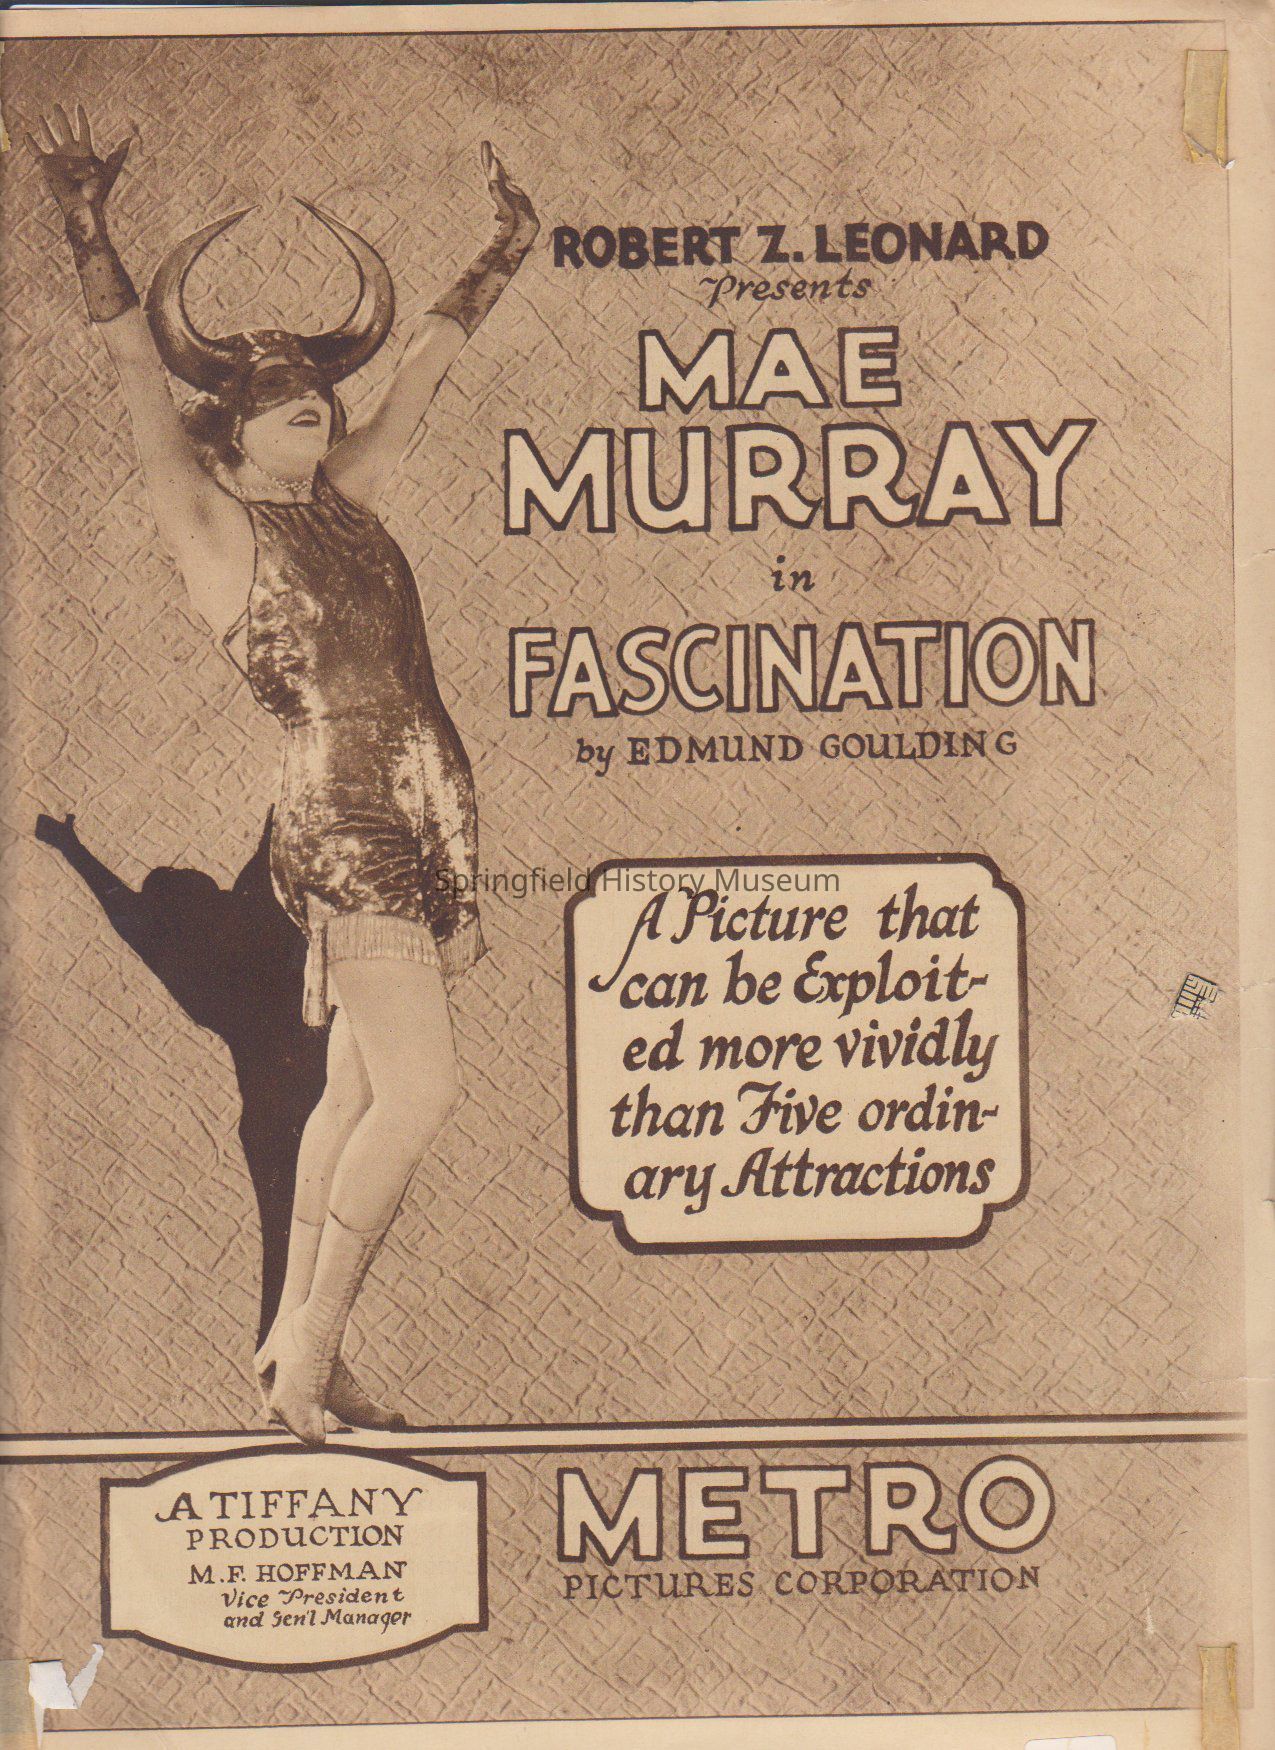 ROBERT Z. LEONARD
Presents
MAE
MURRAY
in
FASCINATION
by EDMUND GOULDING
Springfield History Museum
A Picture that
can be Exploit-
ed more vividly
than Five ordin-
ary Attractions
A TIFFANY
PRODUCTION
M.F. HOFFMAN
Vice President
and Gen'l Manager
METRO
PICTURES CORPORATION